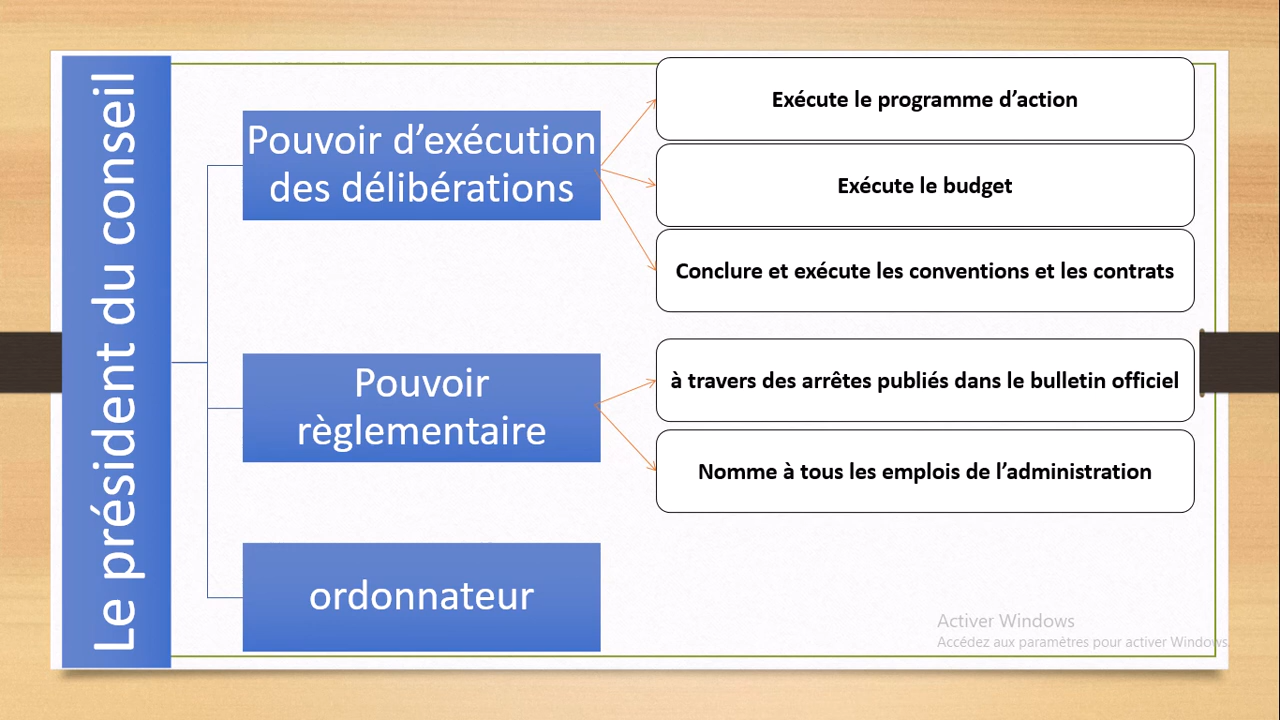 Le président du conseil
Pouvoir d’exécution
des délibérations
Exécute le programme d’action
Exécute le budget
Conclure et exécute les conventions et les contrats
Pouvoir
règlementaire
à travers des arrêtes publiés dans le bulletin officiel
Nomme à tous les emplois de l’administration
ordonnateur
Activer Windows
Accédez aux paramètres pour activer Windows.